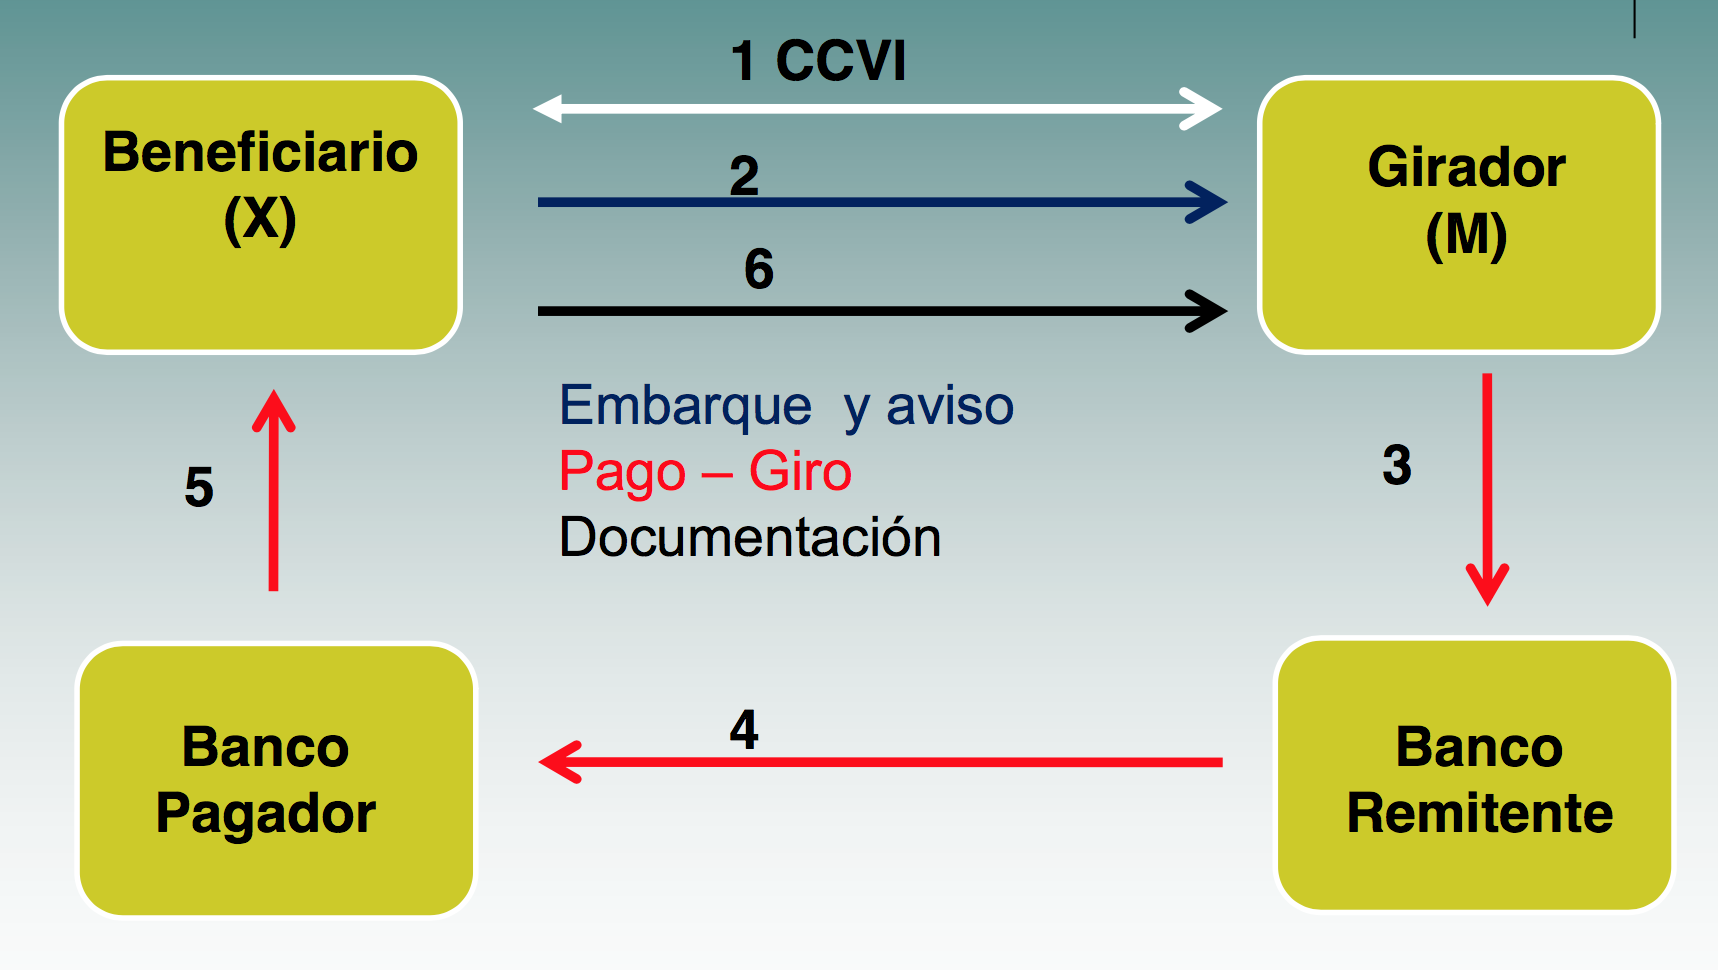 1 CCVI
Beneficiario
(X)
Girador
(M)
2
6
Embarque y aviso
Pago – Giro
Documentación
5
3
4
Banco
Pagador
Banco
Remitente